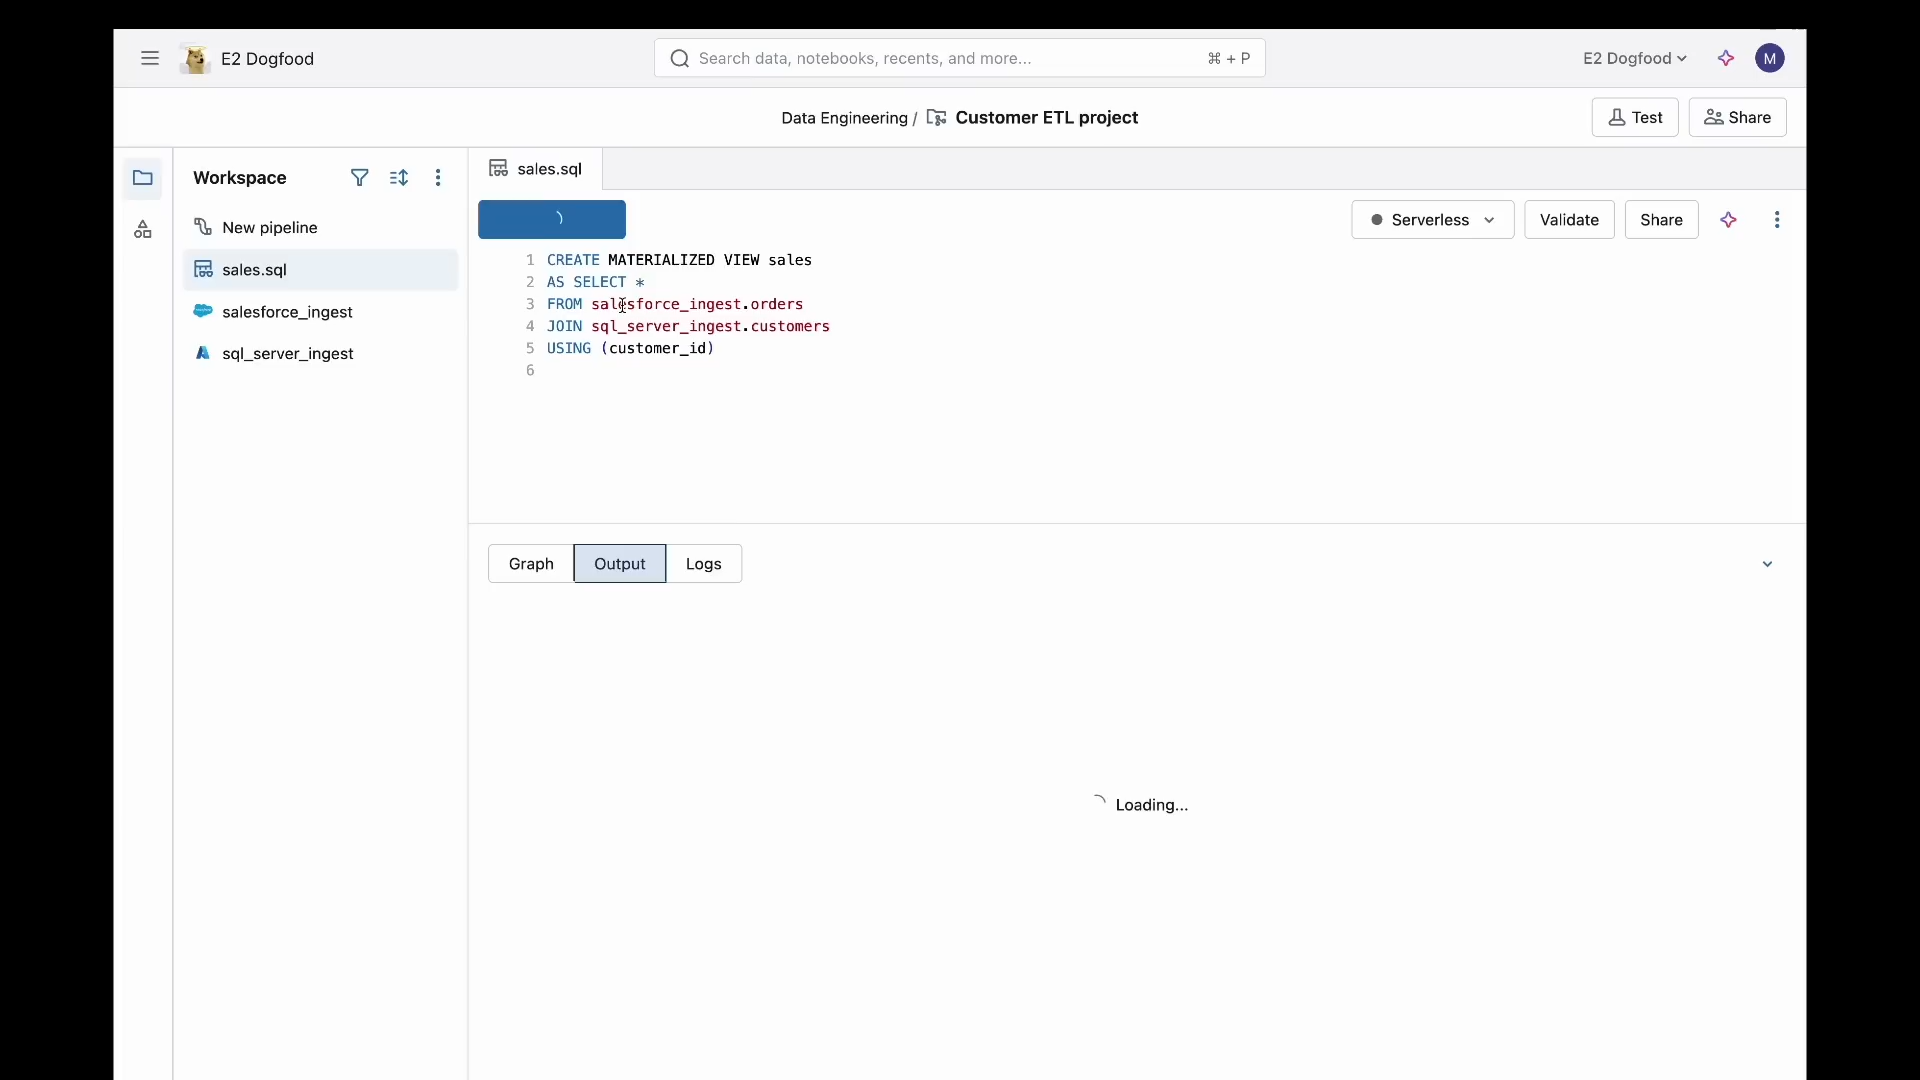 E2 Dogfood
Search data, notebooks, recents, and more...
⌘ + P
E2 Dogfood
M
Data Engineering / Customer ETL project
Test
Share
Workspace
New pipeline
sales.sql
salesforce_ingest
sql_server_ingest
sales.sql
Serverless
Validate
Share
1 CREATE MATERIALIZED VIEW sales
2 AS SELECT *
3 FROM salesforce_ingest.orders
4 JOIN sql_server_ingest.customers
5 USING (customer_id)
6
Graph
Output
Logs
Loading...